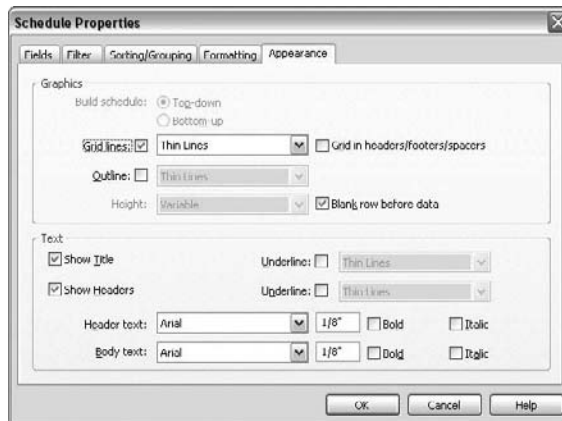 Schedule Properties
Fields Filter Sorting/Grouping Formatting Appearance
Graphics
Build schedule: Top-down
Bottom-up
Grid lines: Thin Lines Grid in headers/footers/spacers
Outline: Thin Lines
Height: Variable Blank row before data
Text
Show Title Underline: Thin Lines
Show Headers Underline: Thin Lines
Header text: Arial 1/8" Bold Italic
Body text: Arial 1/8" Bold Italic
OK Cancel Help